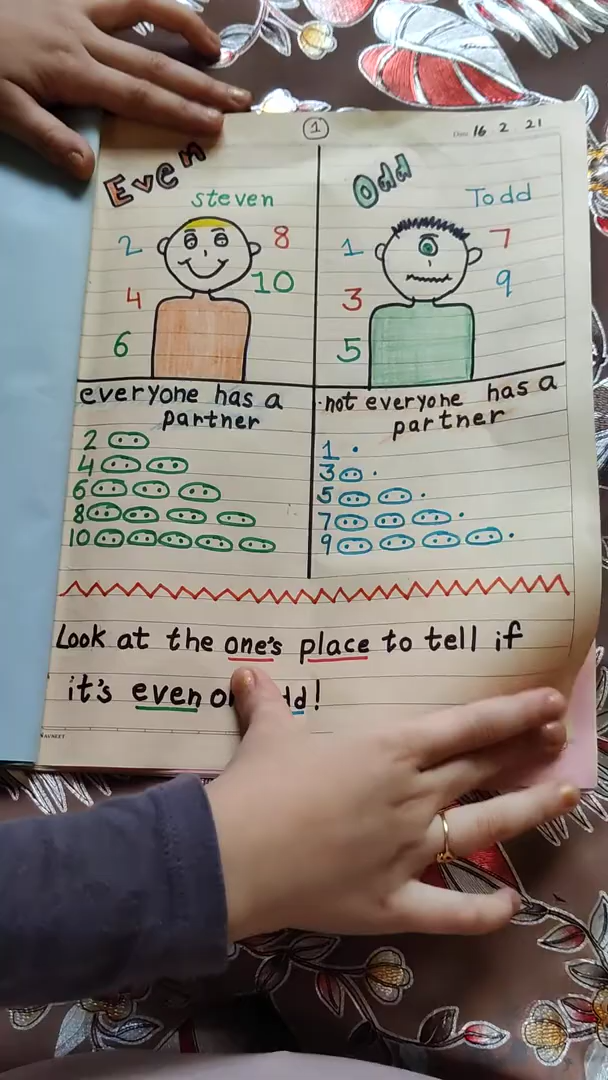 1
Date 16 2 21
Even
steven
2
8
4
10
6
Odd
Todd
1
7
3
9
5
everyone has a
partner
2
4
6
8
10
not everyone has a
partner
1
3
5
7
9
Look at the one's place to tell if
it's even
NAVNEET